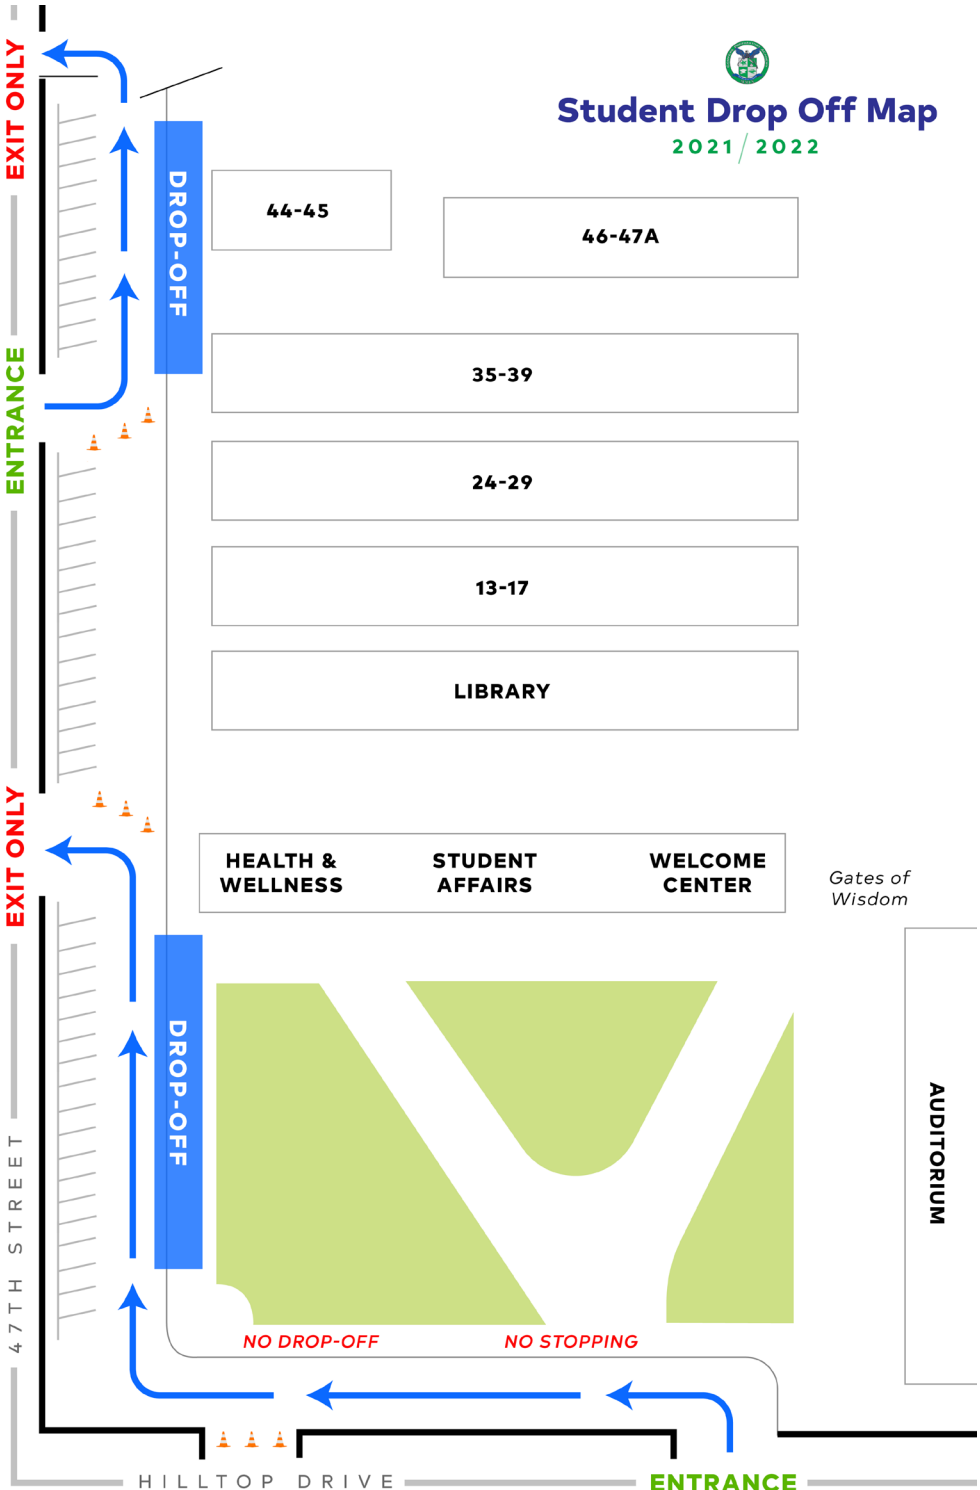 Student Drop Off Map
2021/2022
EXIT ONLY
DROP-OFF
44-45
46-47A
ENTRANCE
35-39
24-29
13-17
LIBRARY
EXIT ONLY
HEALTH &
WELLNESS
STUDENT
AFFAIRS
WELCOME
CENTER
Gates of
Wisdom
DROP-OFF
AUDITORIUM
47TH STREET
NO DROP-OFF
NO STOPPING
HILLTOP DRIVE
ENTRANCE